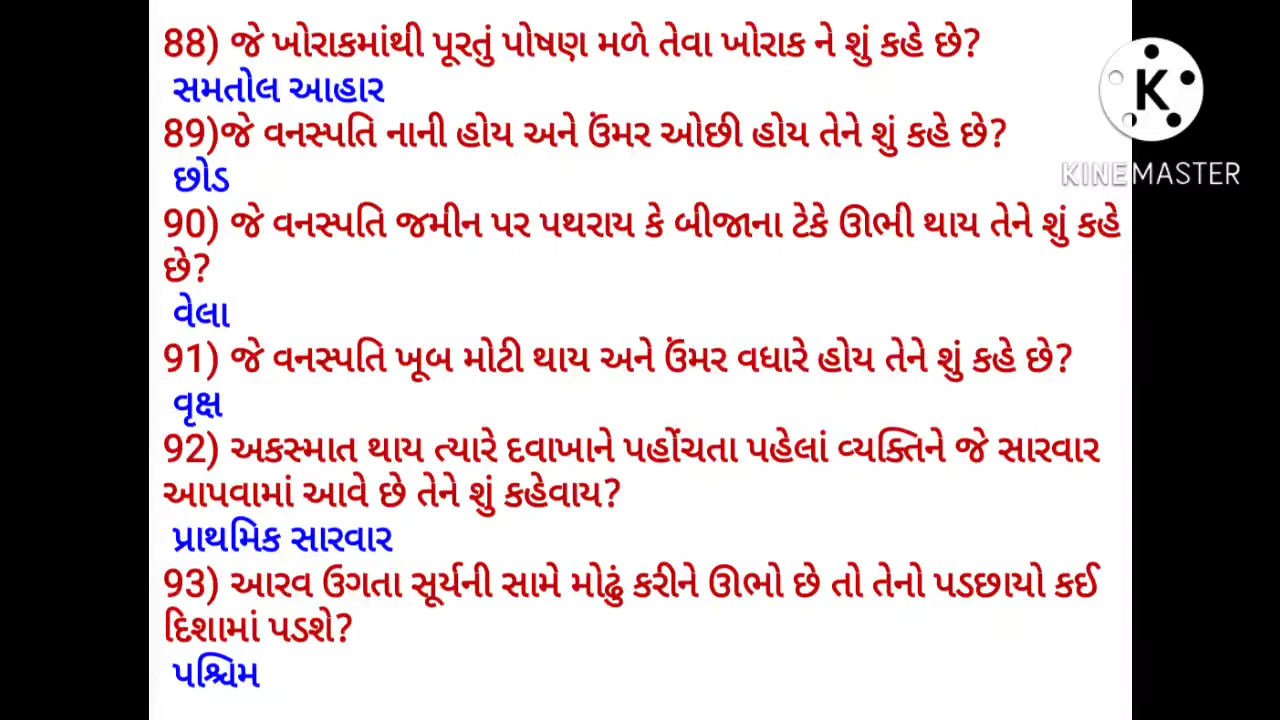 88) જે ખોરાકમાંથી પૂરતું પોષણ મળે તેવા ખોરાક ને શું કહે છે?
સમતોલ આહાર
89)જે વનસ્પતિ નાની હોય અને ઉંમર ઓછી હોય તેને શું કહે છે?
છોડ
90) જે વનસ્પતિ જમીન પર પથરાય કે બીજાના ટેકે ઊભી થાય તેને શું કહે
છે?
વેલા
91) જે વનસ્પતિ ખૂબ મોટી થાય અને ઉંમર વધારે હોય તેને શું કહે છે?
વૃક્ષ
92) અકસ્માત થાય ત્યારે દવાખાને પહોંચતા પહેલાં વ્યક્તિને જે સારવાર
આપવામાં આવે છે તેને શું કહેવાય?
પ્રાથમિક સારવાર
93) આરવ ઉગતા સૂર્યની સામે મોઢું કરીને ઊભો છે તો તેનો પડછાયો કઈ
દિશામાં પડશે?
પશ્ચિમ
K
KINEMASTER